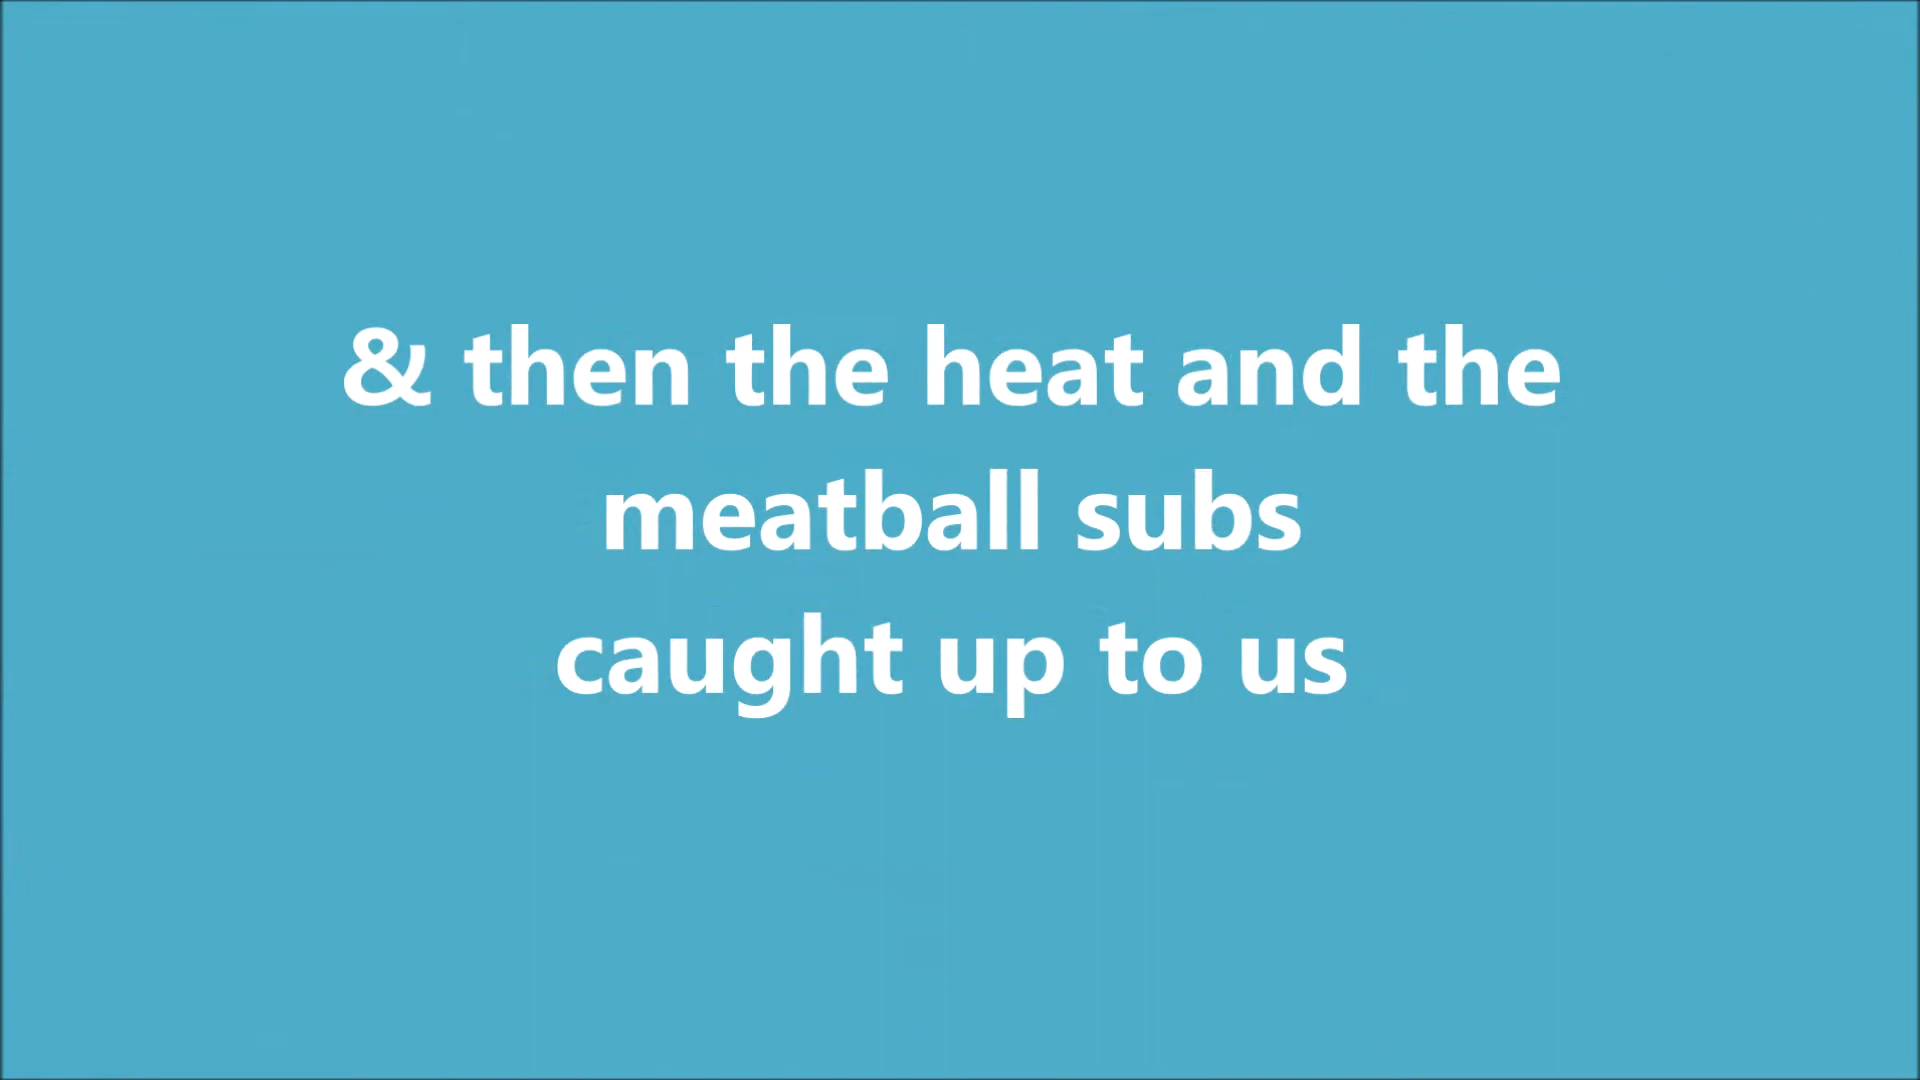 & then the heat and the
meatball subs
caught up to us